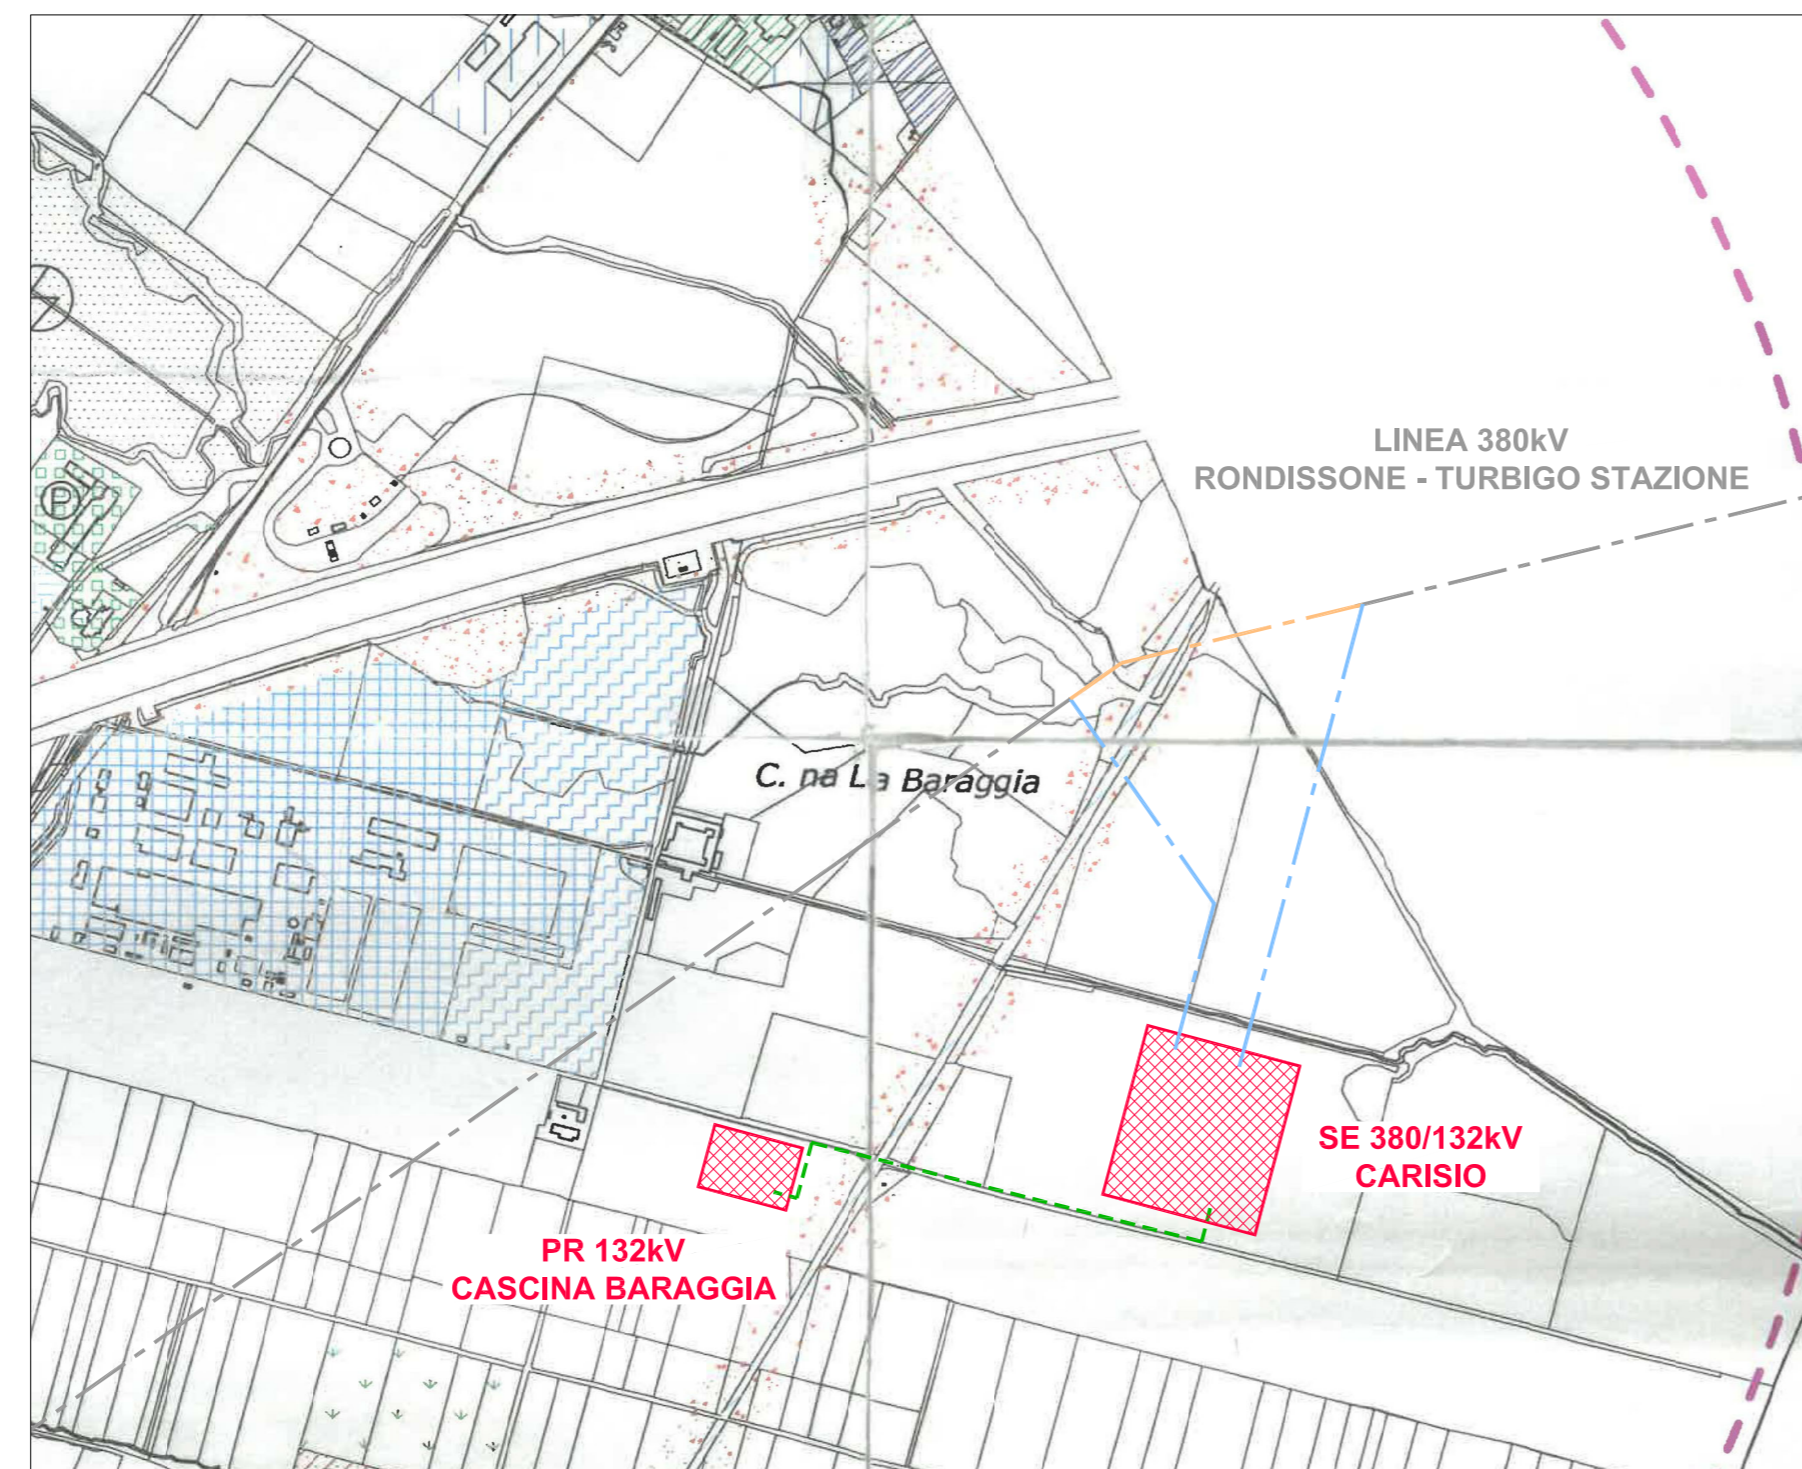 LINEA 380kV
RONDISSONE - TURBIGO STAZIONE
P
C. na La Baraggia
SE 380/132kV
CARISIO
PR 132kV
CASCINA BARAGGIA